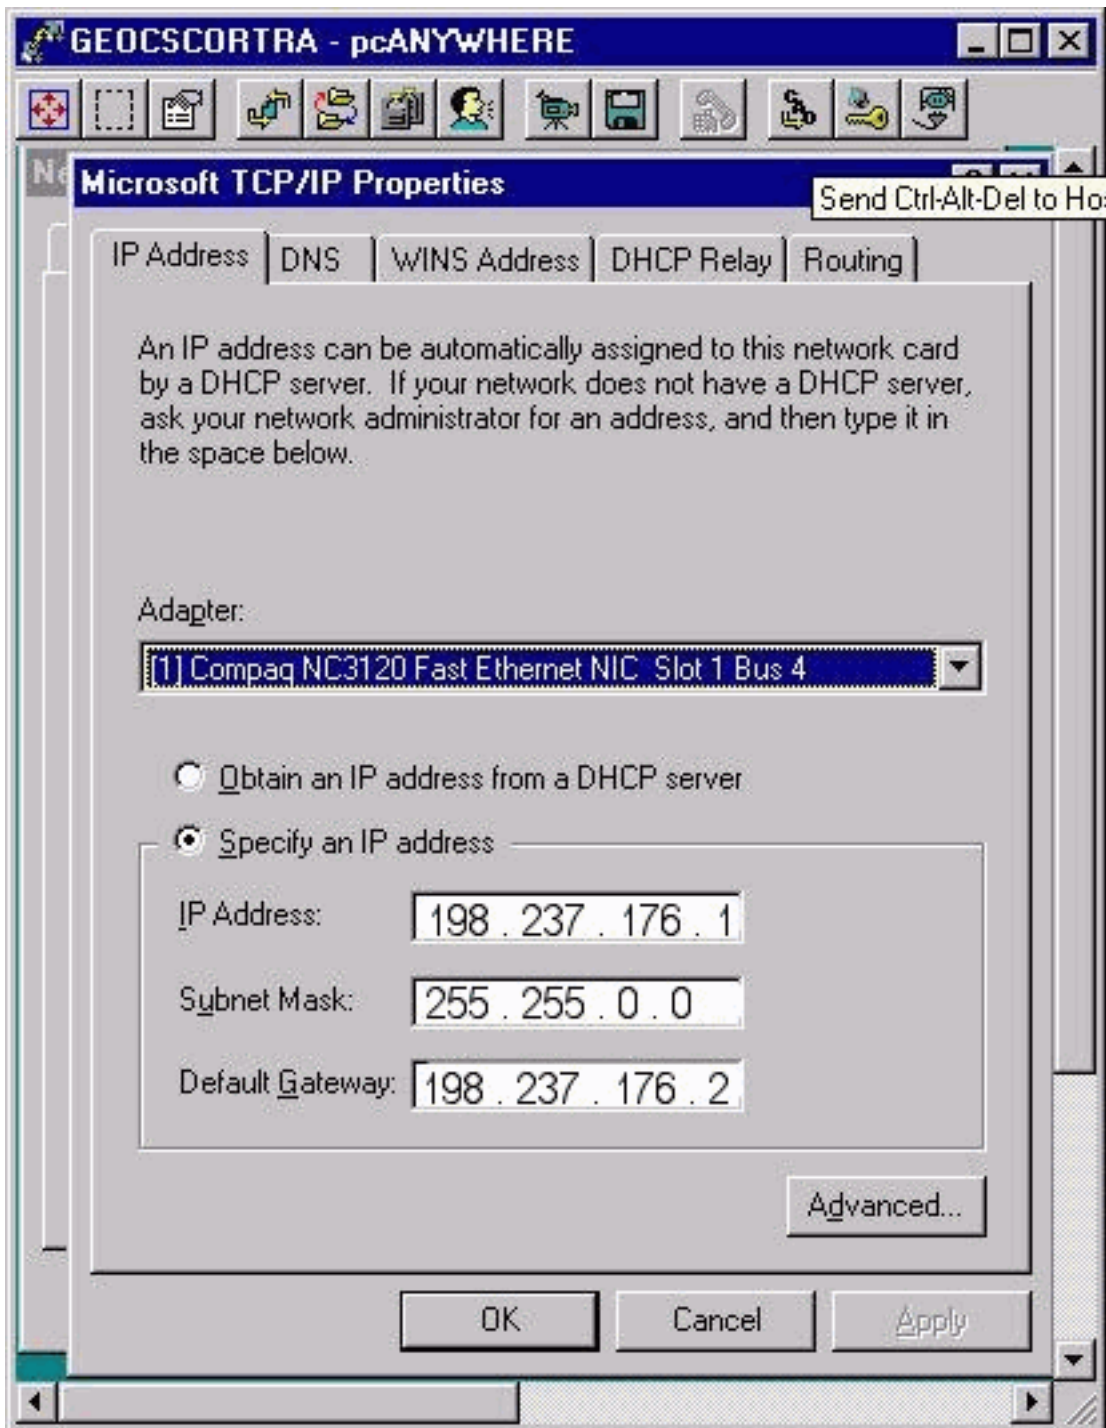 GEOCSCORTRA - pcANYWHERE
Microsoft TCP/IP Properties
Send Ctrl-Alt-Del to
IP Address
DNS
WINS Address
DHCP Relay
Routing
An IP address can be automatically assigned to this network card
by a DHCP server. If your network does not have a DHCP server,
ask your network administrator for an address, and then type it in
the space below.
Adapter:
[1] Compaq NC3120 Fast Ethernet NIC Slot 1 Bus 4
Obtain an IP address from a DHCP server
Specify an IP address
IP Address: 198 . 237 . 176 . 1
Subnet Mask: 255 . 255 . 0 . 0
Default Gateway: 198 . 237 . 176 . 2
Advanced...
OK
Cancel
Apply